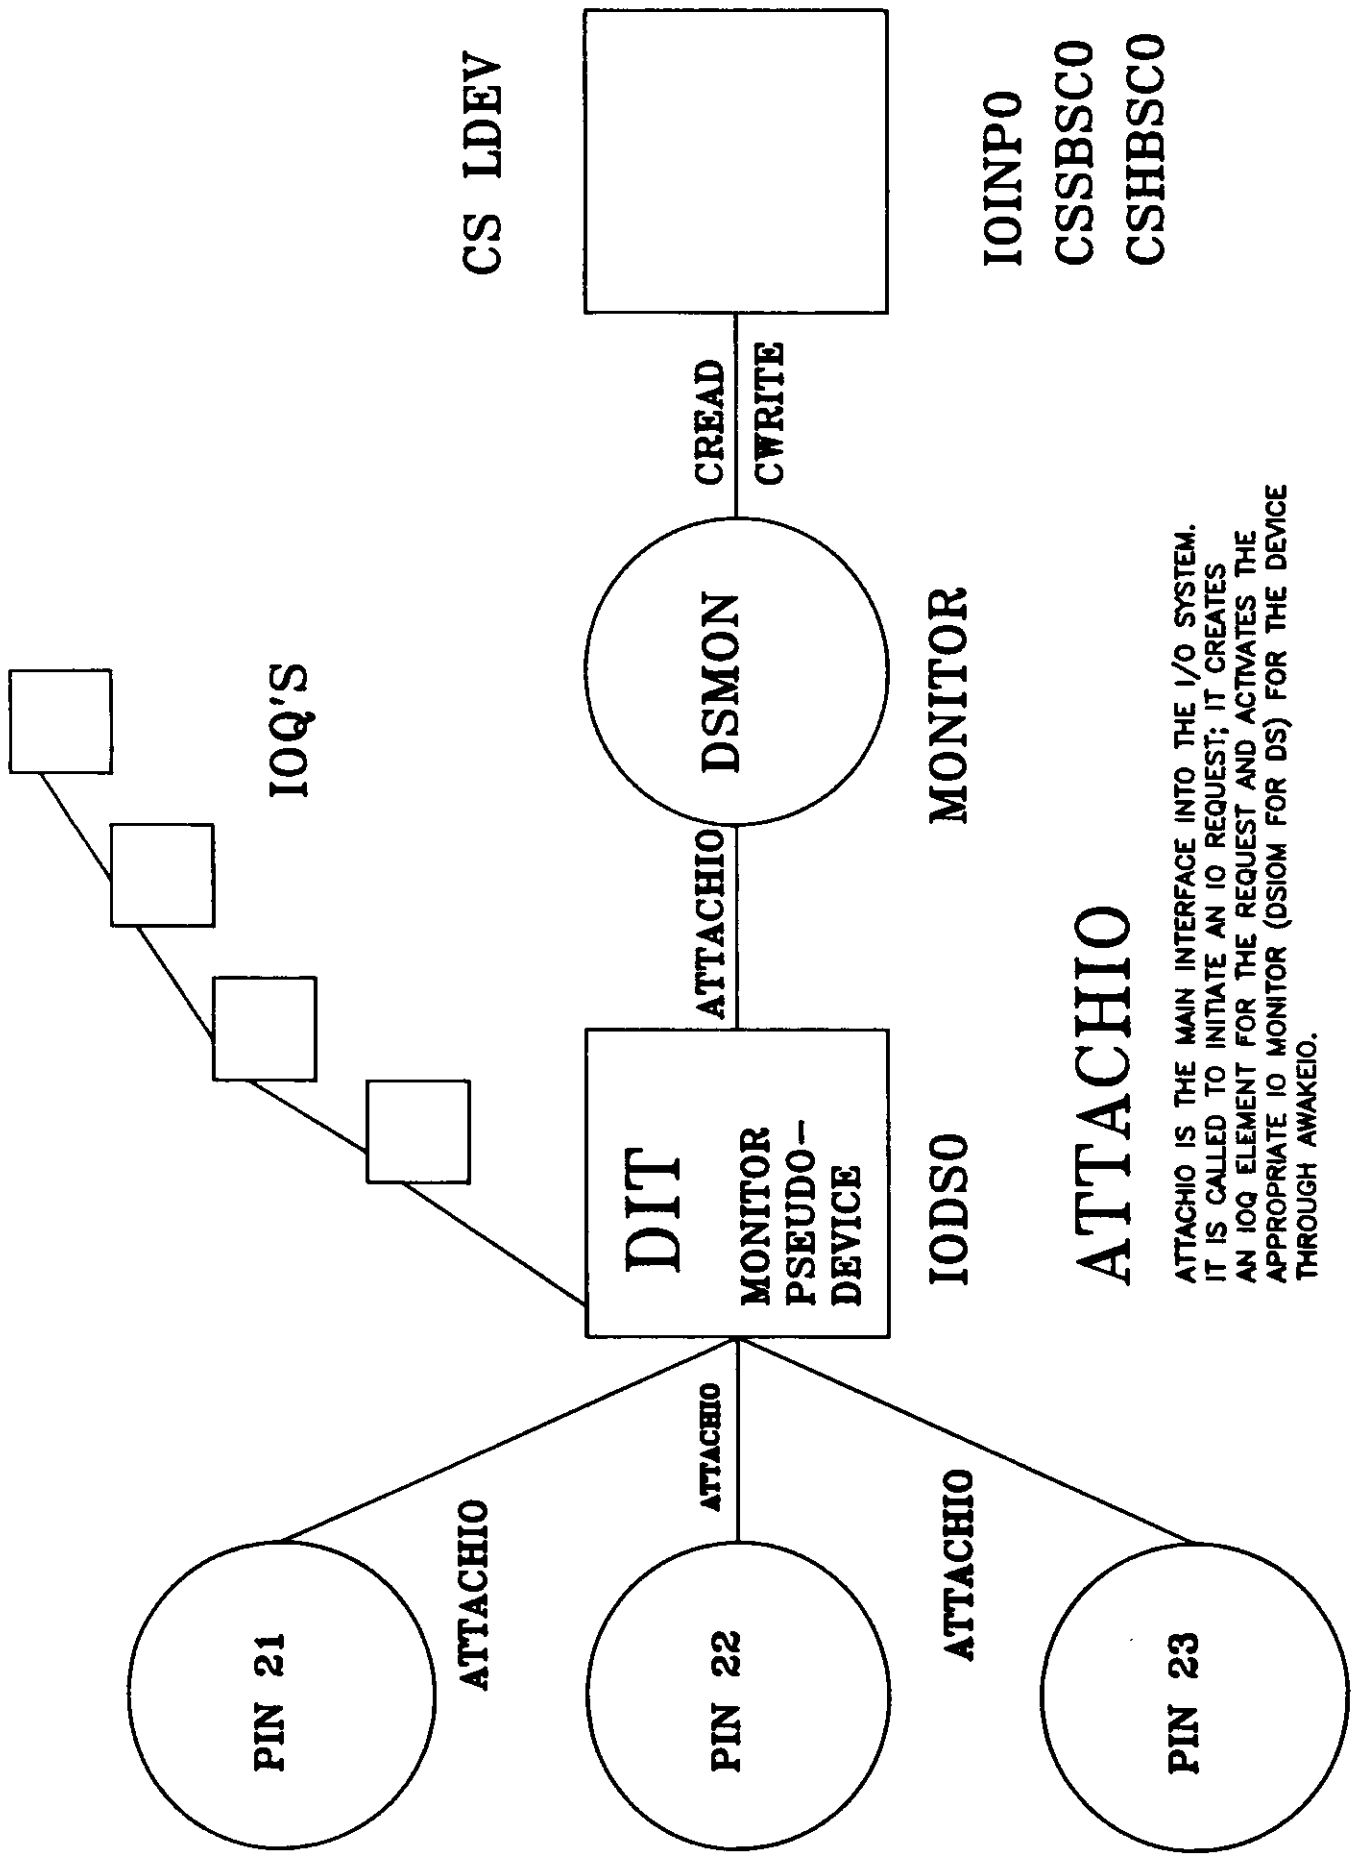 IOQ'S
CS LDEV
PIN 21
ATTACHIO
PIN 22
ATTACHIO
DIT
MONITOR
PSEUDO-
DEVICE
ATTACHIO
DSMON
CREAD
CWRITE
PIN 23
ATTACHIO
IODS0
MONITOR
IOINP0
CSSBSC0
CSHBSC0
ATTACHIO
ATTACHIO IS THE MAIN INTERFACE INTO THE I/O SYSTEM.
IT IS CALLED TO INITIATE AN IO REQUEST; IT CREATES
AN IOQ ELEMENT FOR THE REQUEST AND ACTIVATES THE
APPROPRIATE IO MONITOR (DSIOM FOR DS) FOR THE DEVICE
THROUGH AWAKEIO.